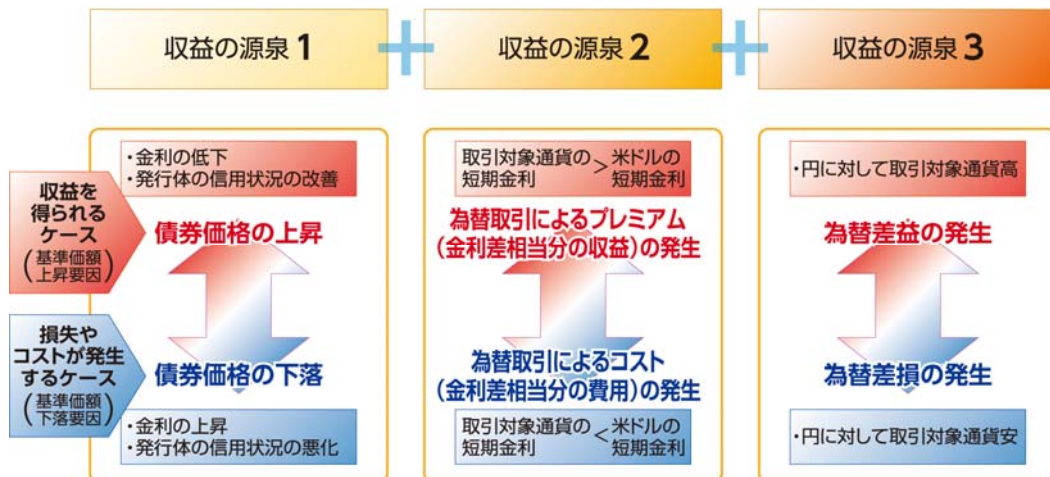 収益の源泉 1
+
収益の源泉 2
+
収益の源泉 3
収益を
得られる
ケース
(基準価額
上昇要因)
損失や
コストが発生
するケース
(基準価額
下落要因)
・金利の低下
・発行体の信用状況の改善
債券価格の上昇
債券価格の下落
・金利の上昇
・発行体の信用状況の悪化
取引対象通貨の > 米ドルの
短期金利 短期金利
為替取引によるプレミアム
(金利差相当分の収益)の発生
為替取引によるコスト
(金利差相当分の費用)の発生
取引対象通貨の < 米ドルの
短期金利 短期金利
・円に対して取引対象通貨高
為替差益の発生
為替差損の発生
・円に対して取引対象通貨安